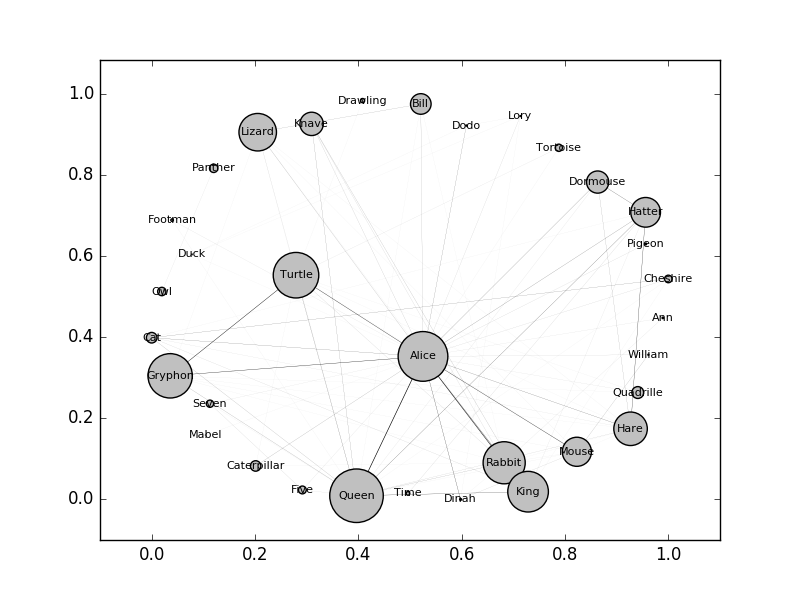 1.0
0.8
0.6
0.4
0.2
0.0
Drawling
Bill
Lory
Knave
Dodo
Lizard
Tortoise
Panther
Dormouse
Footman
Hatter
Duck
Pigeon
Turtle
Cheshire
Owl
Ann
Cat
Alice
William
Gryphon
Quadrille
Seven
Hare
Mabel
Mouse
Caterpillar
Rabbit
Five
Queen
Time
Dinah
King
0.0 0.2 0.4 0.6 0.8 1.0